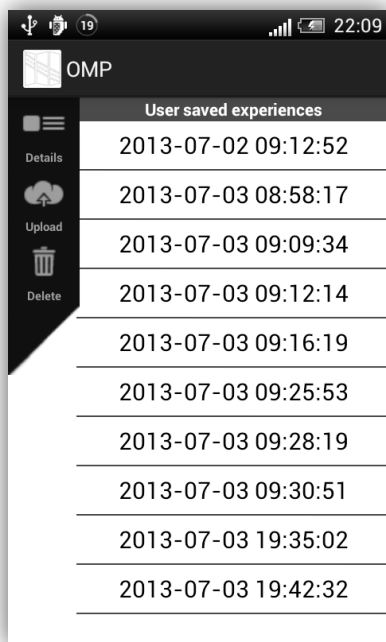 19
22:09
OMP
User saved experiences
Details
Upload
Delete
2013-07-02 09:12:52
2013-07-03 08:58:17
2013-07-03 09:09:34
2013-07-03 09:12:14
2013-07-03 09:16:19
2013-07-03 09:25:53
2013-07-03 09:28:19
2013-07-03 09:30:51
2013-07-03 19:35:02
2013-07-03 19:42:32